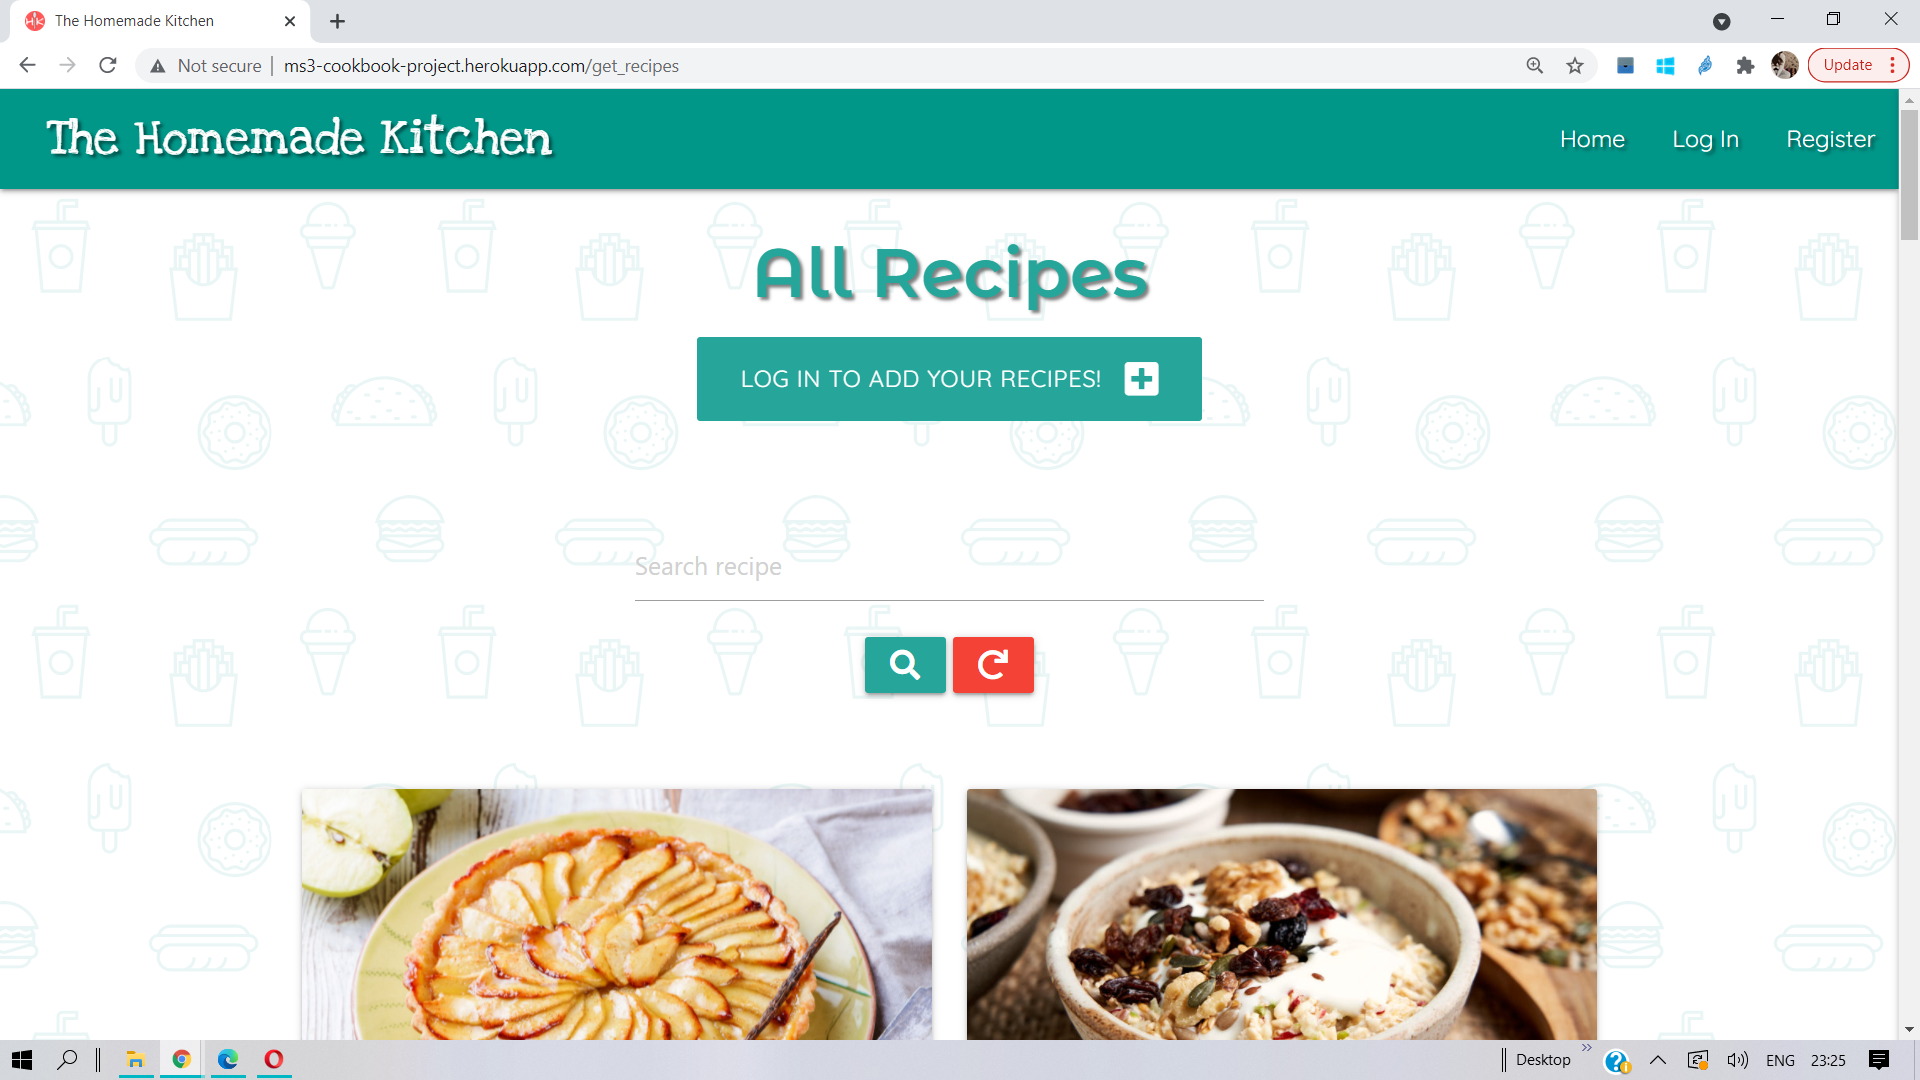 The Homemade Kitchen
Not secure | ms3-cookbook-project.herokuapp.com/get_recipes
Update
The Homemade Kitchen
Home
Log In
Register
All Recipes
LOG IN TO ADD YOUR RECIPES!
Search recipe
Desktop
ENG
23:25